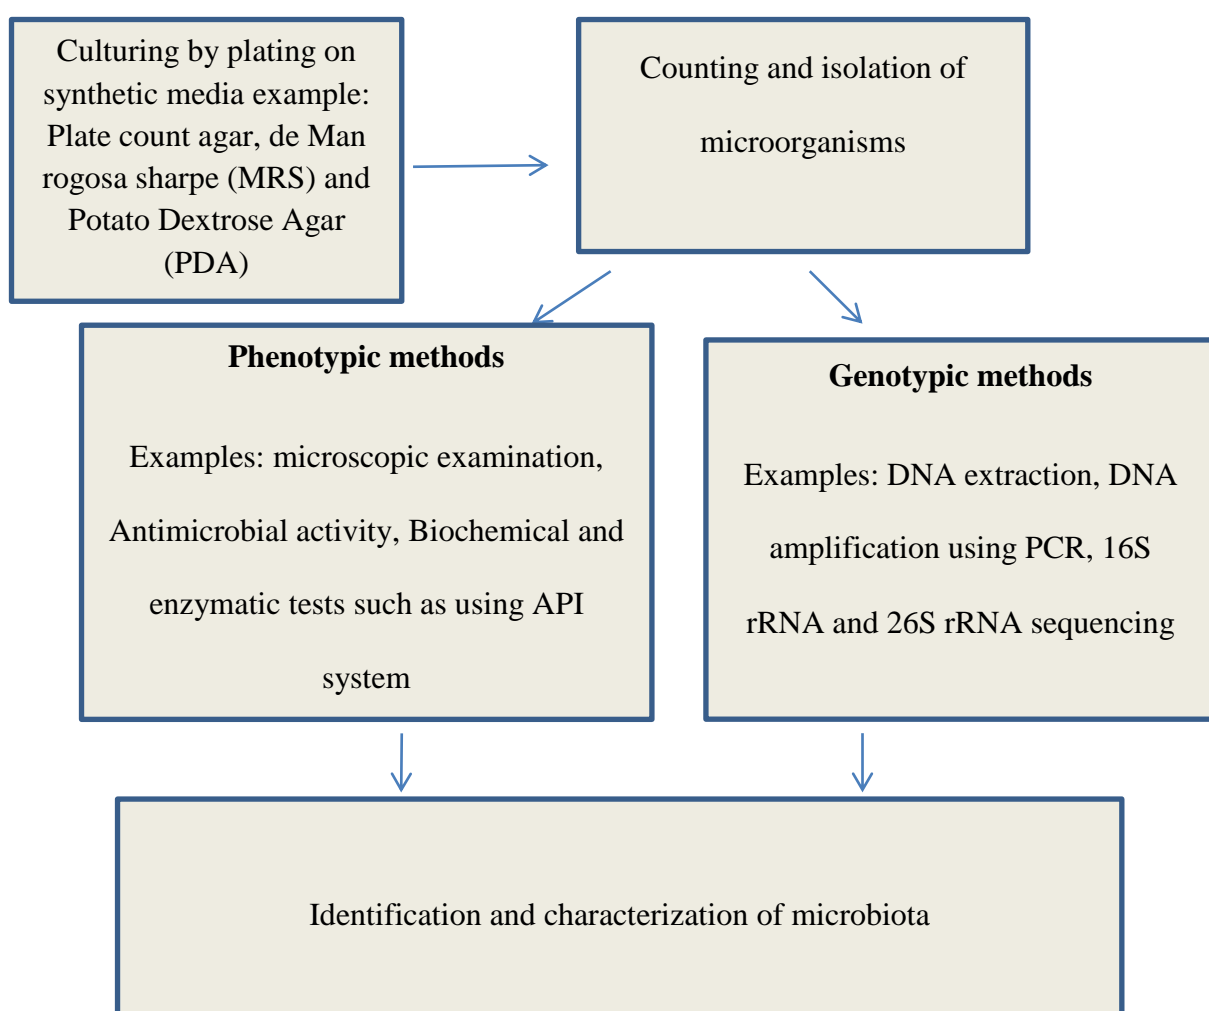 Culturing by plating on
synthetic media example:
Plate count agar, de Man
rogosa sharpe (MRS) and
Potato Dextrose Agar
(PDA)
Counting and isolation of
microorganisms
Phenotypic methods
Examples: microscopic examination,
Antimicrobial activity, Biochemical and
enzymatic tests such as using API
system
Genotypic methods
Examples: DNA extraction, DNA
amplification using PCR, 16S
rRNA and 26S rRNA sequencing
Identification and characterization of microbiota